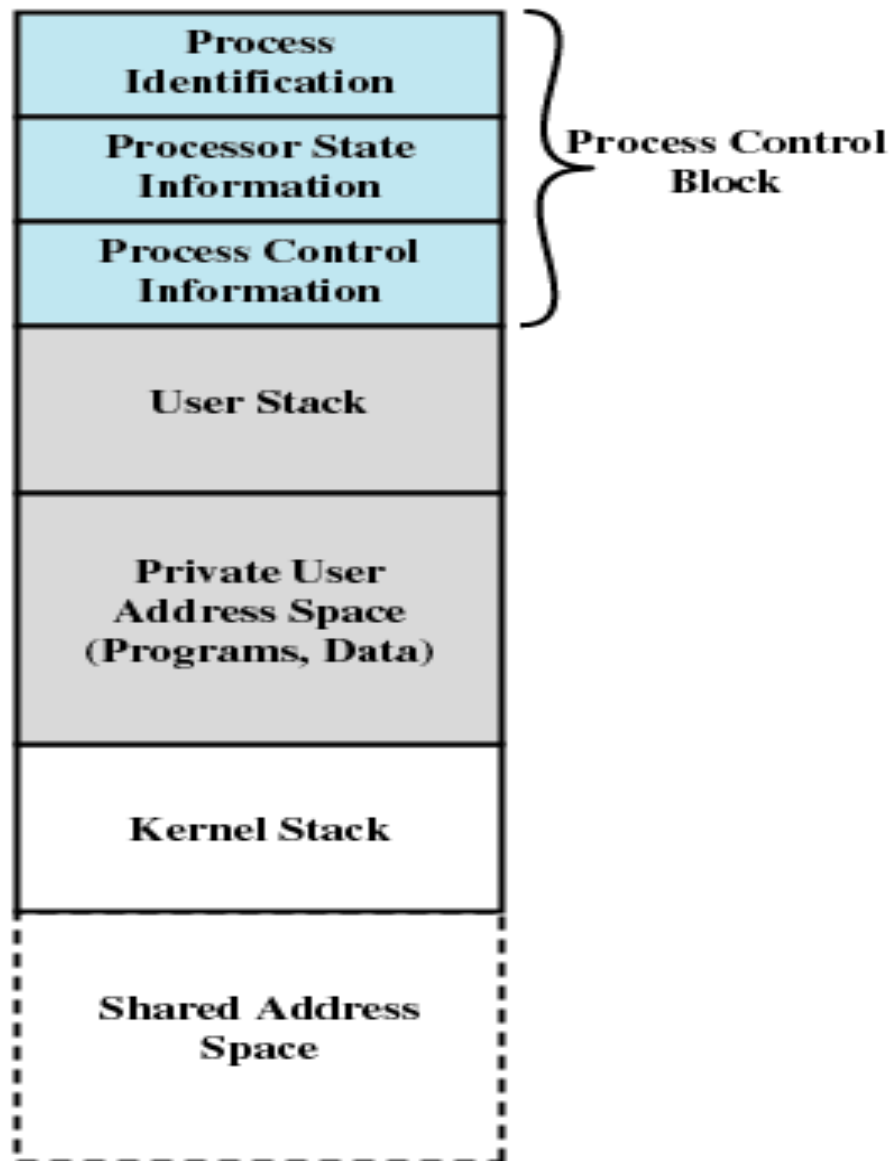 Process
Identification
Processor State
Information
Process Control
Information
Process Control
Block
User Stack
Private User
Address Space
(Programs, Data)
Kernel Stack
Shared Address
Space